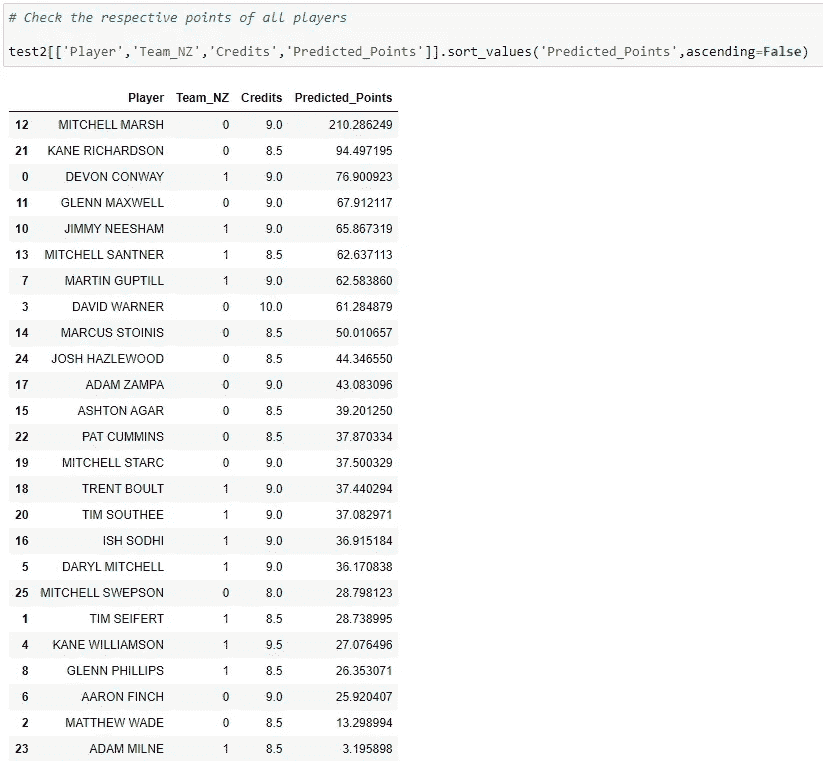 # Check the respective points of all players
test2[['Player','Team_NZ','Credits','Predicted_Points']].sort_values('Predicted_Points',ascending=False)
Player Team_NZ Credits Predicted_Points
12 MITCHELL MARSH 0 9.0 210.286249
21 KANE RICHARDSON 0 8.5 94.497195
0 DEVON CONWAY 1 9.0 76.900923
11 GLENN MAXWELL 0 9.0 67.912117
10 JIMMY NEESHAM 1 9.0 65.867319
13 MITCHELL SANTNER 1 8.5 62.637113
7 MARTIN GUPTILL 1 9.0 62.583860
3 DAVID WARNER 0 10.0 61.284879
14 MARCUS STOINIS 0 8.5 50.010657
24 JOSH HAZLEWOOD 0 8.5 44.346550
17 ADAM ZAMPA 0 9.0 43.083096
15 ASHTON AGAR 0 8.5 39.201250
22 PAT CUMMINS 0 8.5 37.870334
19 MITCHELL STARC 0 9.0 37.500329
18 TRENT BOULT 1 9.0 37.440294
20 TIM SOUTHEE 1 9.0 37.082971
16 ISH SODHI 1 9.0 36.915184
5 DARYL MITCHELL 1 9.0 36.170838
25 MITCHELL SWEPSON 0 8.0 28.798123
1 TIM SEIFERT 1 8.5 28.738995
4 KANE WILLIAMSON 1 9.5 27.076496
8 GLENN PHILLIPS 1 8.5 26.353071
6 AARON FINCH 0 9.0 25.920407
2 MATTHEW WADE 0 8.5 13.298994
23 ADAM MILNE 1 8.5 3.195898